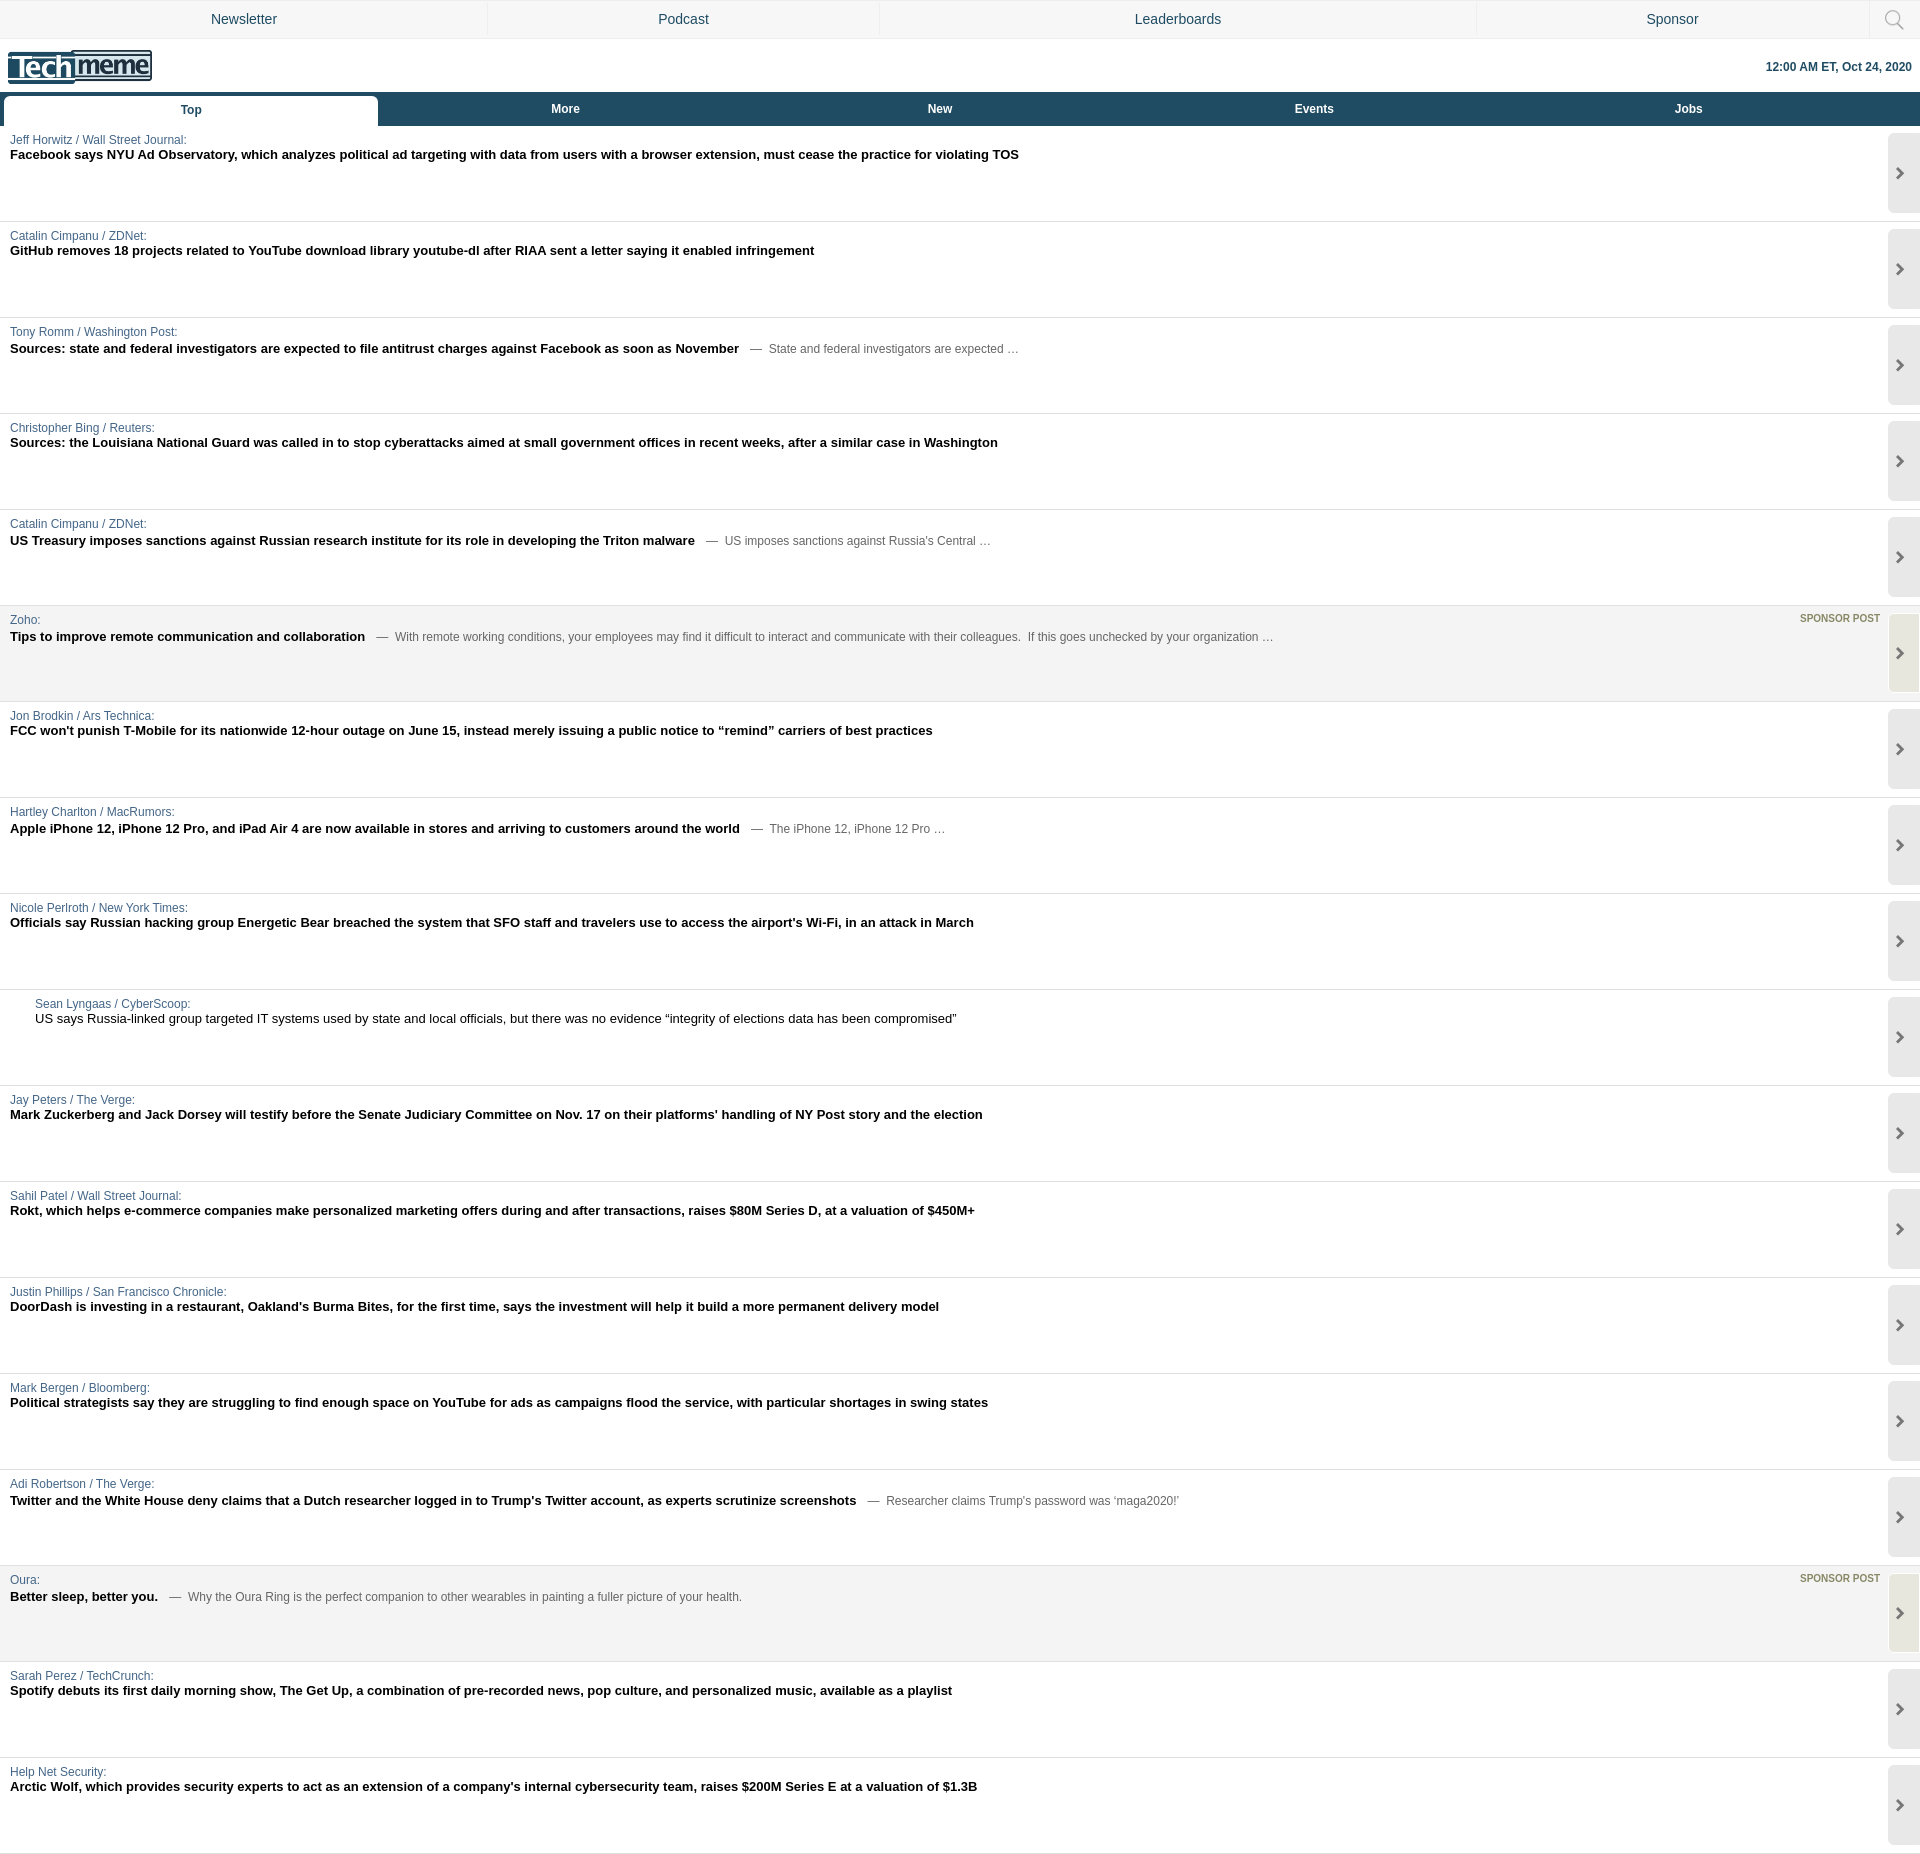 Newsletter Podcast Leaderboards Sponsor
Techmeme
12:00 AM ET, Oct 24, 2020
Top More New Events Jobs
Jeff Horwitz / Wall Street Journal:
Facebook says NYU Ad Observatory, which analyzes political ad targeting with data from users with a browser extension, must cease the practice for violating TOS
Catalin Cimpanu / ZDNet:
GitHub removes 18 projects related to YouTube download library youtube-dl after RIAA sent a letter saying it enabled infringement
Tony Romm / Washington Post:
Sources: state and federal investigators are expected to file antitrust charges against Facebook as soon as November — State and federal investigators are expected …
Christopher Bing / Reuters:
Sources: the Louisiana National Guard was called in to stop cyberattacks aimed at small government offices in recent weeks, after a similar case in Washington
Catalin Cimpanu / ZDNet:
US Treasury imposes sanctions against Russian research institute for its role in developing the Triton malware — US imposes sanctions against Russia's Central …
Zoho:
SPONSOR POST
Tips to improve remote communication and collaboration — With remote working conditions, your employees may find it difficult to interact and communicate with their colleagues. If this goes unchecked by your organization …
Jon Brodkin / Ars Technica:
FCC won't punish T-Mobile for its nationwide 12-hour outage on June 15, instead merely issuing a public notice to “remind” carriers of best practices
Hartley Charlton / MacRumors:
Apple iPhone 12, iPhone 12 Pro, and iPad Air 4 are now available in stores and arriving to customers around the world — The iPhone 12, iPhone 12 Pro …
Nicole Perlroth / New York Times:
Officials say Russian hacking group Energetic Bear breached the system that SFO staff and travelers use to access the airport's Wi-Fi, in an attack in March
Sean Lyngaas / CyberScoop:
US says Russia-linked group targeted IT systems used by state and local officials, but there was no evidence “integrity of elections data has been compromised”
Jay Peters / The Verge:
Mark Zuckerberg and Jack Dorsey will testify before the Senate Judiciary Committee on Nov. 17 on their platforms' handling of NY Post story and the election
Sahil Patel / Wall Street Journal:
Rokt, which helps e-commerce companies make personalized marketing offers during and after transactions, raises $80M Series D, at a valuation of $450M+
Justin Phillips / San Francisco Chronicle:
DoorDash is investing in a restaurant, Oakland's Burma Bites, for the first time, says the investment will help it build a more permanent delivery model
Mark Bergen / Bloomberg:
Political strategists say they are struggling to find enough space on YouTube for ads as campaigns flood the service, with particular shortages in swing states
Adi Robertson / The Verge:
Twitter and the White House deny claims that a Dutch researcher logged in to Trump's Twitter account, as experts scrutinize screenshots — Researcher claims Trump's password was ‘maga2020!’
Oura:
SPONSOR POST
Better sleep, better you. — Why the Oura Ring is the perfect companion to other wearables in painting a fuller picture of your health.
Sarah Perez / TechCrunch:
Spotify debuts its first daily morning show, The Get Up, a combination of pre-recorded news, pop culture, and personalized music, available as a playlist
Help Net Security:
Arctic Wolf, which provides security experts to act as an extension of a company's internal cybersecurity team, raises $200M Series E at a valuation of $1.3B